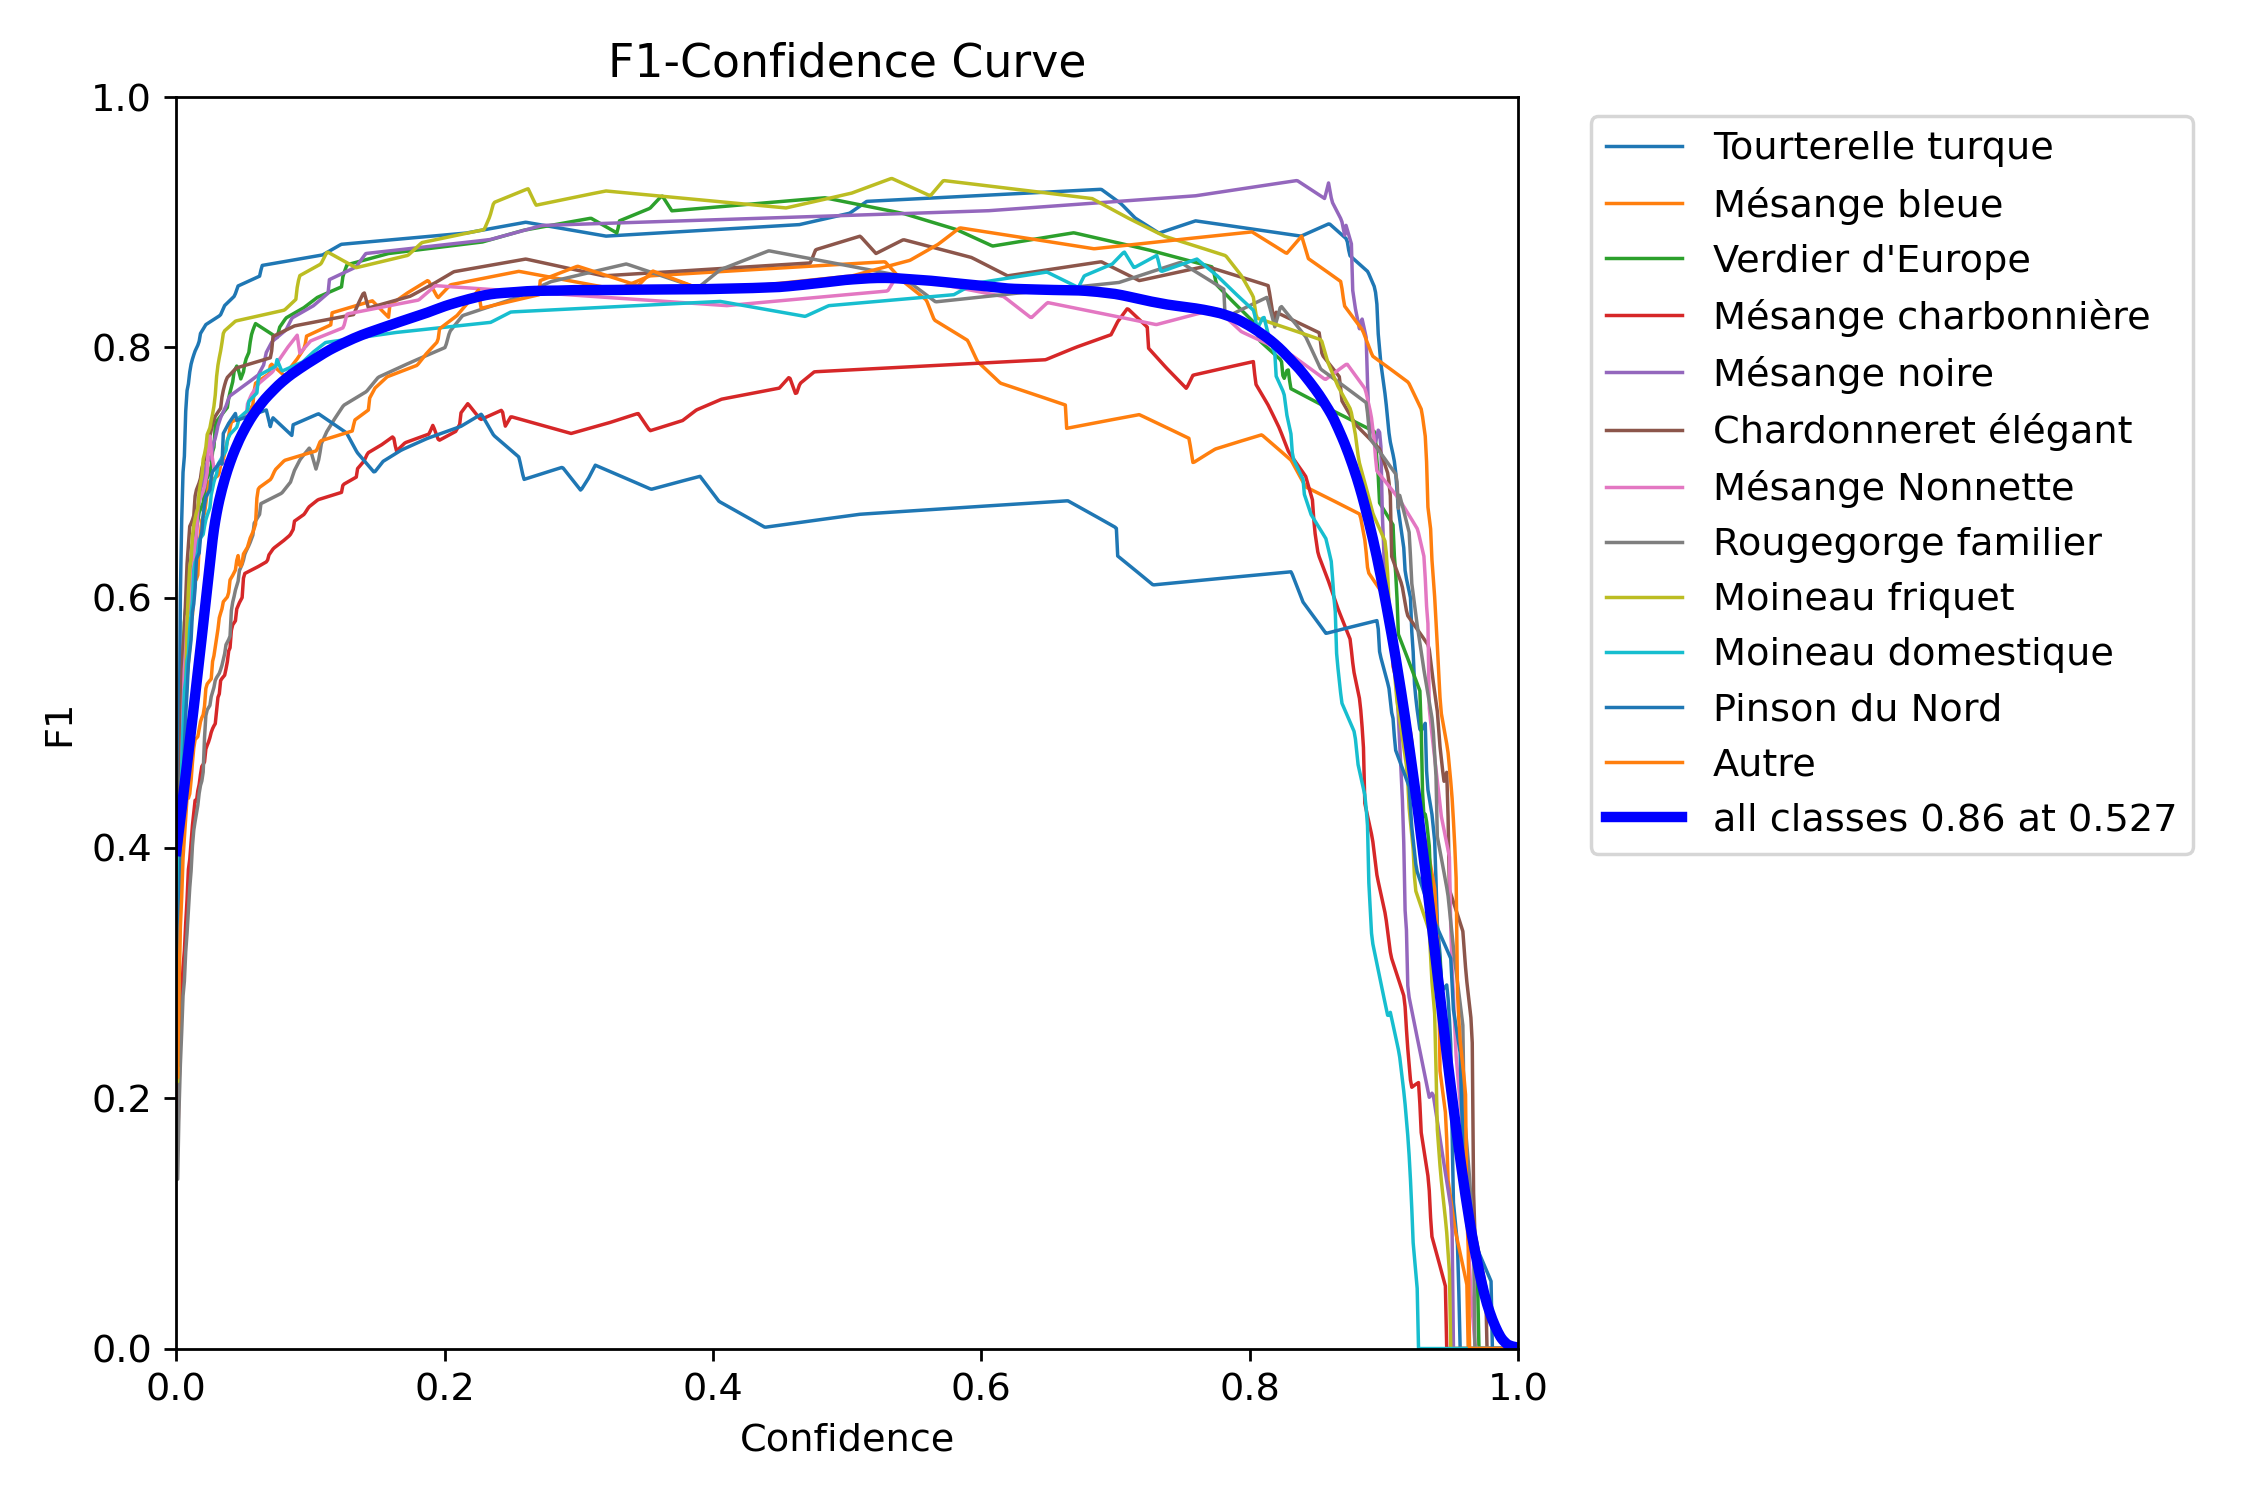 F1-Confidence Curve
1.0
0.8
0.6
0.4
0.2
0.0
F1
0.0 0.2 0.4 0.6 0.8 1.0
Confidence
Tourterelle turque
Mésange bleue
Verdier d'Europe
Mésange charbonnière
Mésange noire
Chardonneret élégant
Mésange Nonnette
Rougegorge familier
Moineau friquet
Moineau domestique
Pinson du Nord
Autre
all classes 0.86 at 0.527